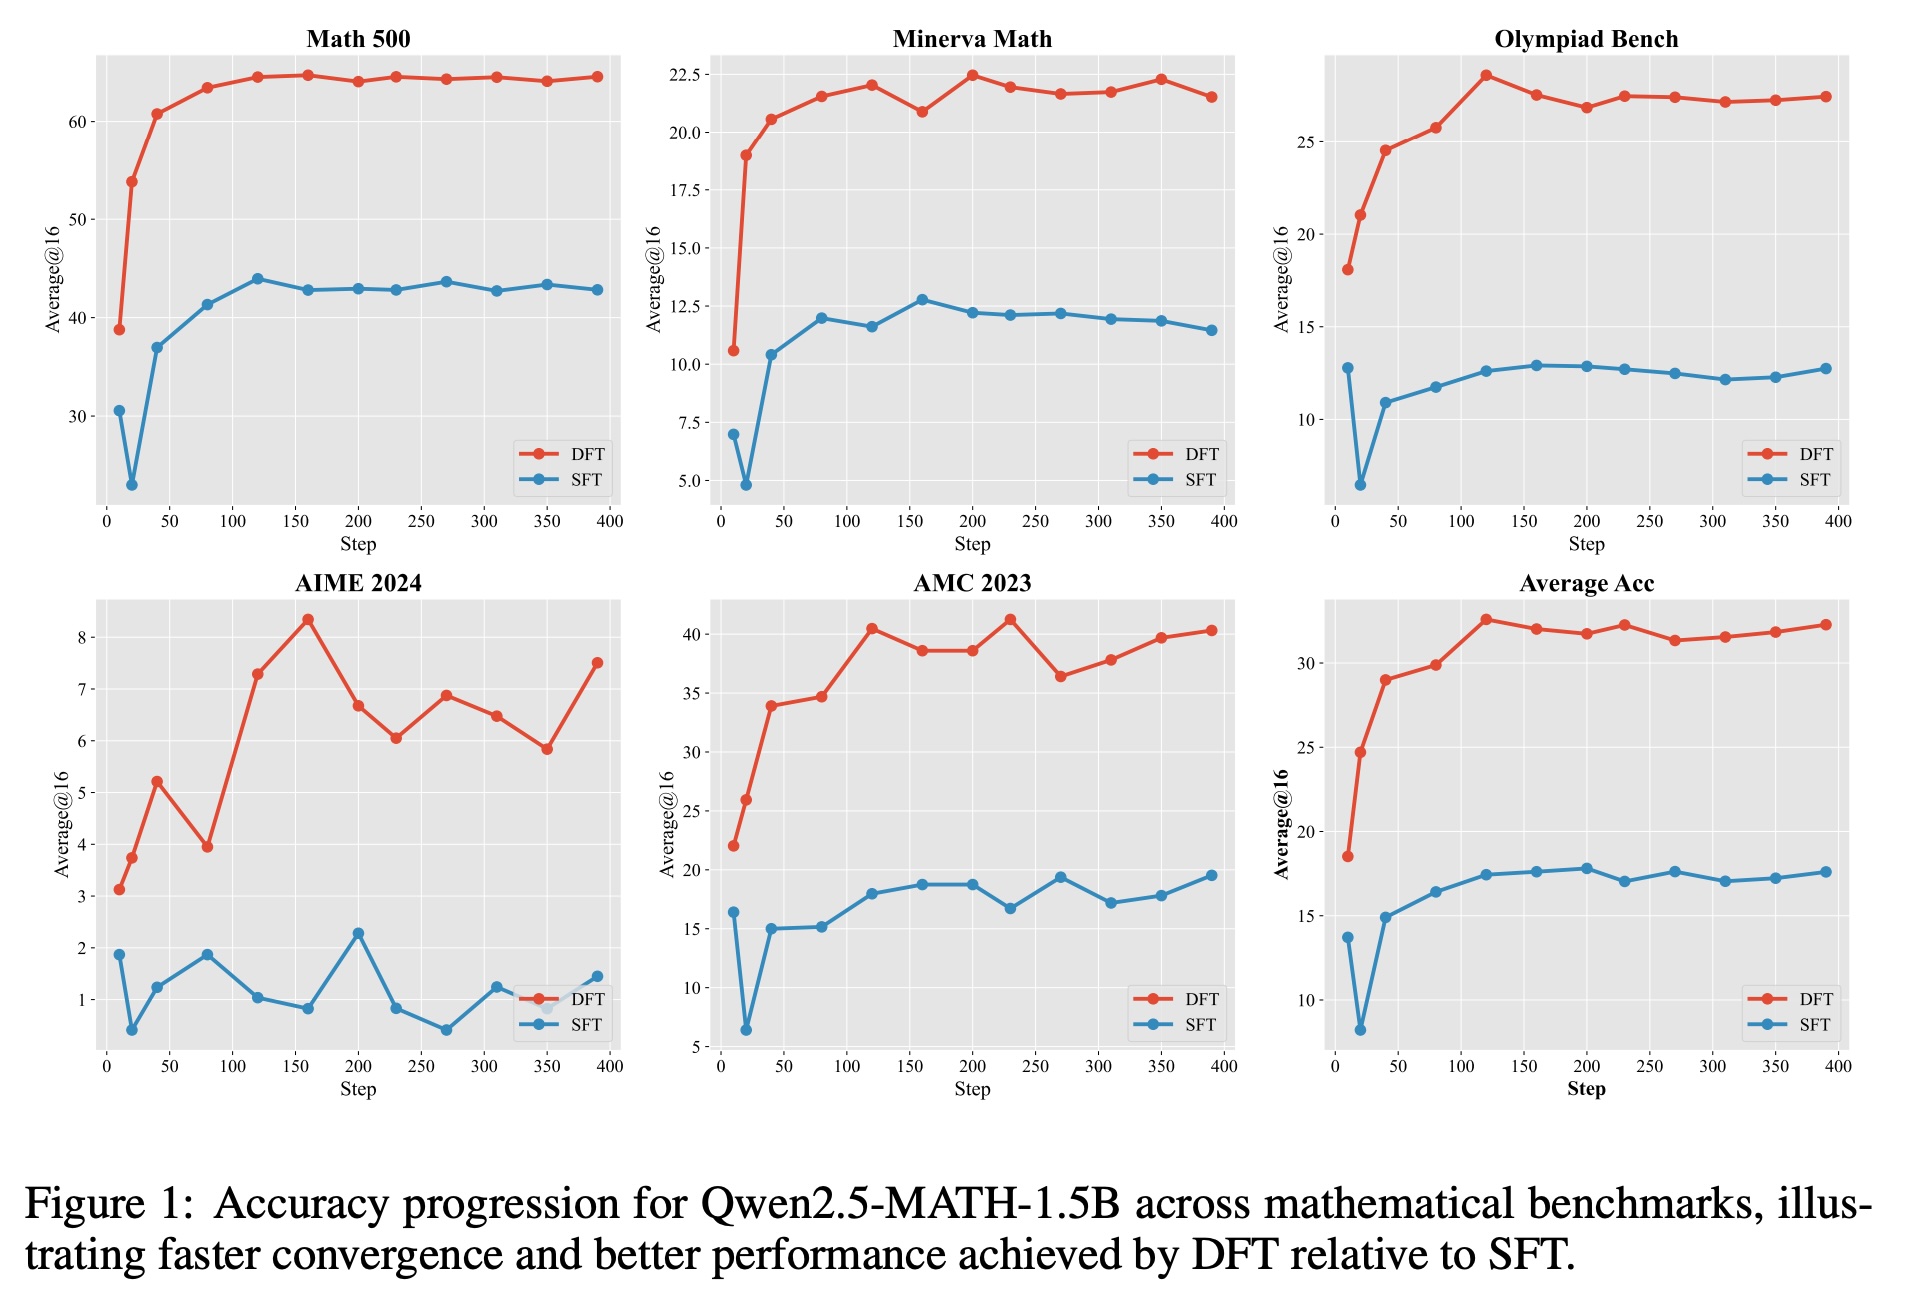 Math 500
Average@16
60
50
40
30
DFT
SFT
0 50 100 150 200 250 300 350 400
Step
Minerva Math
Average@16
22.5
20.0
17.5
15.0
12.5
10.0
7.5
5.0
DFT
SFT
0 50 100 150 200 250 300 350 400
Step
Olympiad Bench
Average@16
25
20
15
10
DFT
SFT
0 50 100 150 200 250 300 350 400
Step
AIME 2024
Average@16
8
7
6
5
4
3
2
1
DFT
SFT
0 50 100 150 200 250 300 350 400
Step
AMC 2023
Average@16
40
35
30
25
20
15
10
5
DFT
SFT
0 50 100 150 200 250 300 350 400
Step
Average Acc
Average@16
30
25
20
15
10
DFT
SFT
0 50 100 150 200 250 300 350 400
Step
Figure 1: Accuracy progression for Qwen2.5-MATH-1.5B across mathematical benchmarks, illus-
trating faster convergence and better performance achieved by DFT relative to SFT.